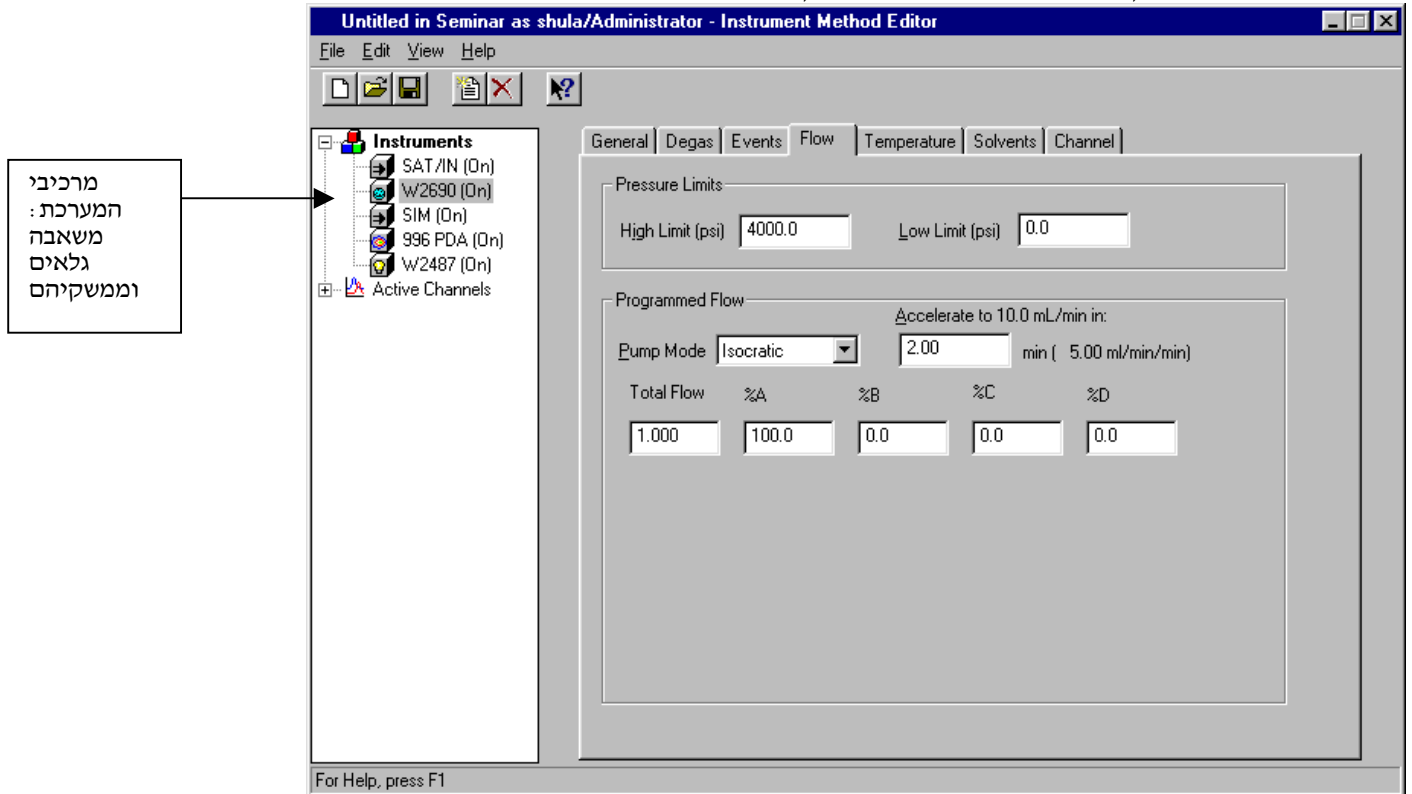 Untitled in Seminar as shula/Administrator - Instrument Method Editor
File Edit View Help
מרכיבי
המערכת:
משאבה
גלאים
וממשקיהם
Instruments
SAT/IN (On)
W2690 (On)
SIM (On)
996 PDA (On)
W2487 (On)
Active Channels
General Degas Events Flow Temperature Solvents Channel
Pressure Limits
High Limit (psi) 4000.0 Low Limit (psi) 0.0
Programmed Flow
Accelerate to 10.0 mL/min in:
Pump Mode Isocratic 2.00 min ( 5.00 ml/min/min)
Total Flow %A %B %C %D
1.000 100.0 0.0 0.0 0.0
For Help, press F1